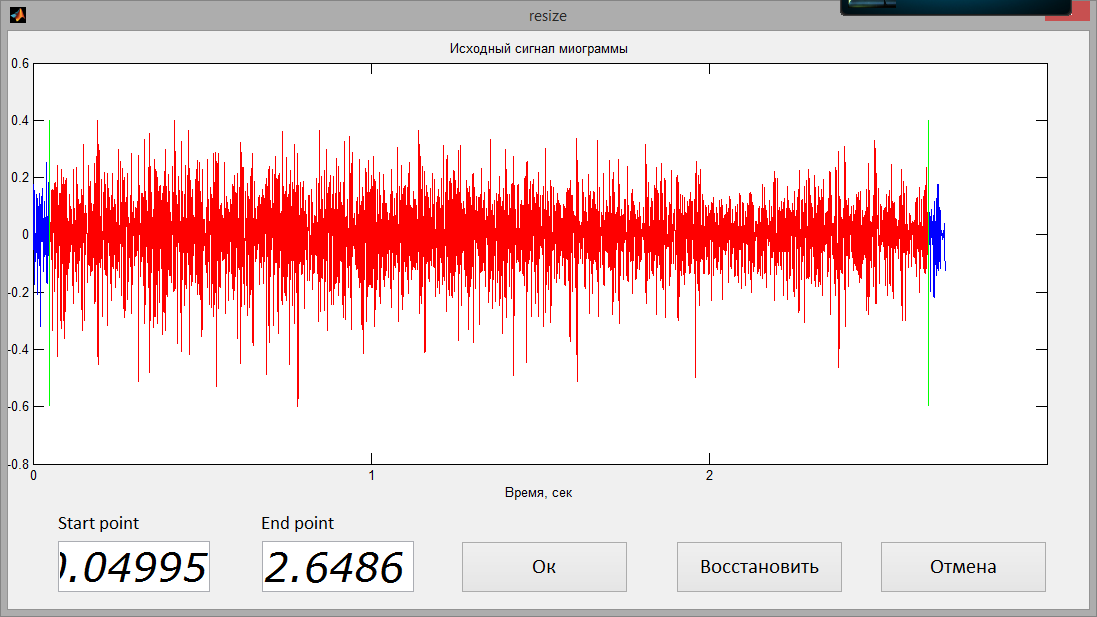 resize
Исходный сигнал миограммы
0.6
0.4
0.2
0
-0.2
-0.4
-0.6
-0.8
0 1 2
Время, сек
Start point End point
.04995 2.6486 Ок Восстановить Отмена